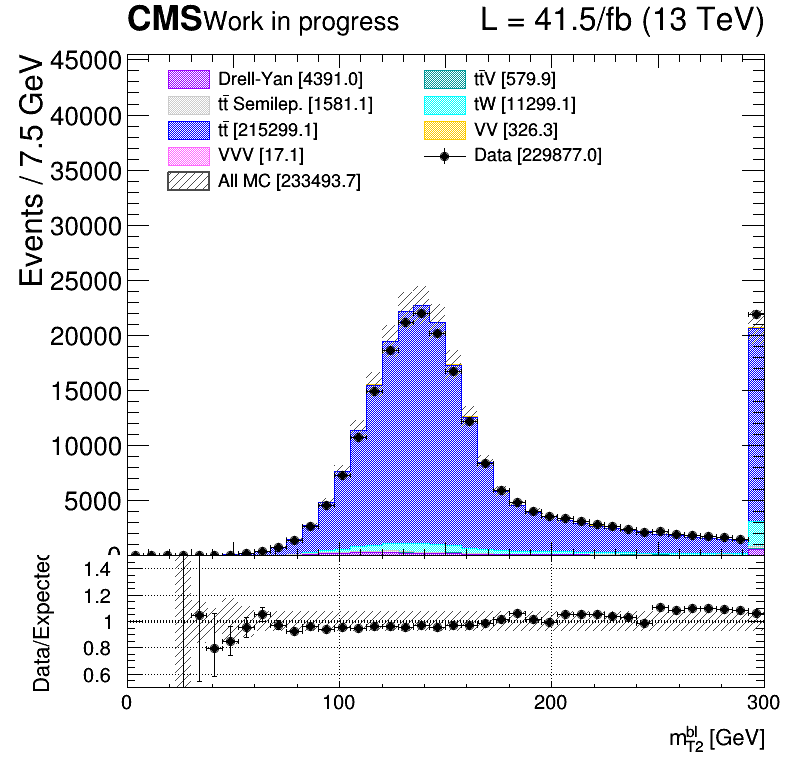 CMS Work in progress L = 41.5/fb (13 TeV)
Events / 7.5 GeV
45000
40000
35000
30000
25000
20000
15000
10000
5000
0
Drell-Yan [4391.0]
tt̄ Semilep. [1581.1]
tt̄ [215299.1]
VVV [17.1]
All MC [233493.7]
tt̄V [579.9]
tW [11299.1]
VV [326.3]
Data [229877.0]
Data/Expected
1.4
1.2
1
0.8
0.6
0 100 200 300
m_{T2}^{bl} [GeV]